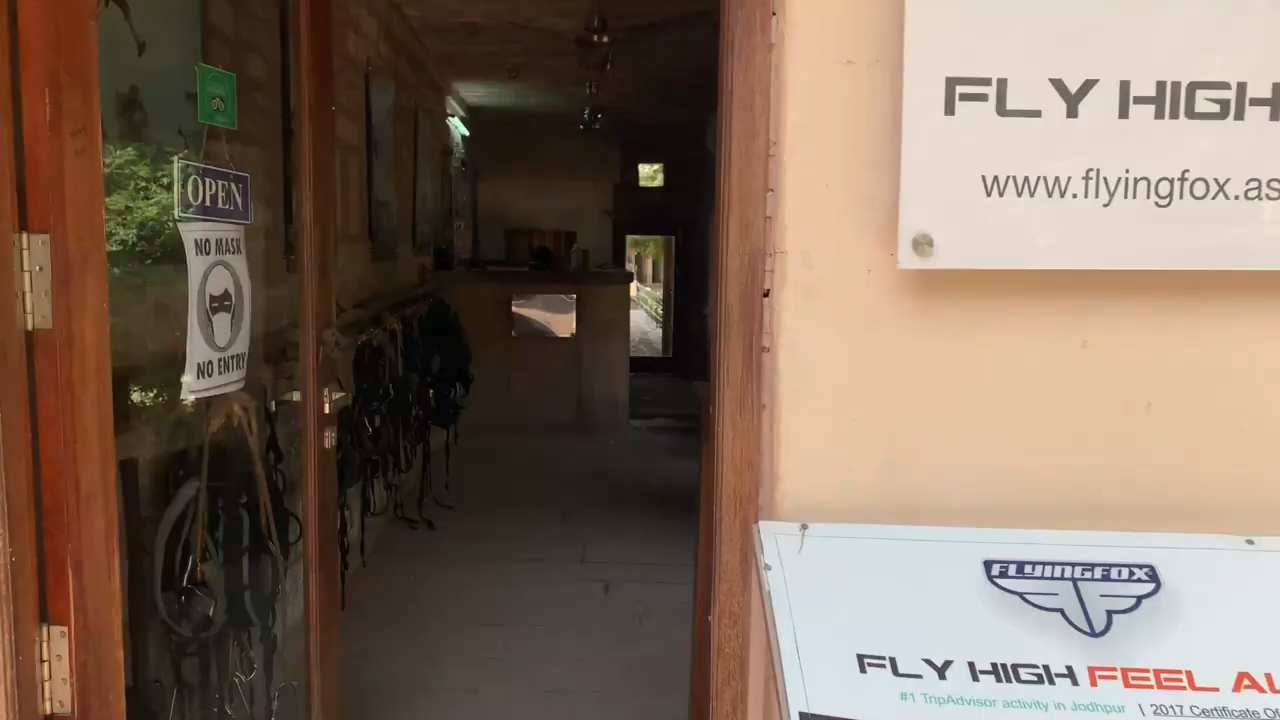 OPEN
NO MASK
NO ENTRY
FLY HIGH
www.flyingfox.as
FLYINGFOX
FLY HIGH FEEL AL
#1 TripAdvisor activity in Jodhpur | 2017 Certificate Of